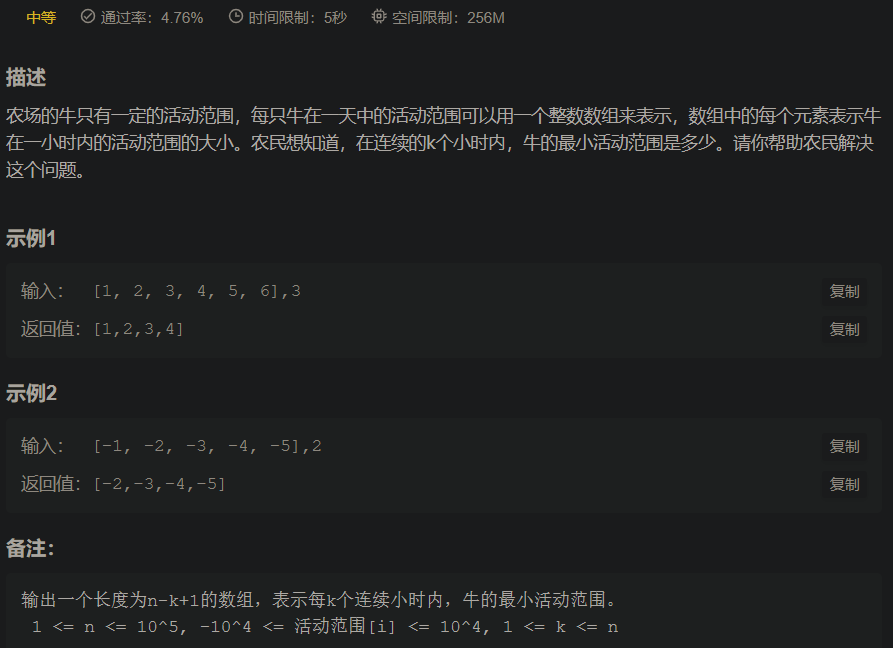 中等 通过率：4.76% 时间限制：5秒 空间限制：256M
描述
农场的牛只有一定的活动范围，每只牛在一天中的活动范围可以用一个整数数组来表示，数组中的每个元素表示牛
在一小时内的活动范围的大小。农民想知道，在连续的k个小时内，牛的最小活动范围是多少。请你帮助农民解决
这个问题。
示例1
输入： [1, 2, 3, 4, 5, 6],3 复制
返回值：[1,2,3,4] 复制
示例2
输入： [-1, -2, -3, -4, -5],2 复制
返回值：[-2,-3,-4,-5] 复制
备注：
输出一个长度为n-k+1的数组，表示每k个连续小时内，牛的最小活动范围。
1 <= n <= 10^5, -10^4 <= 活动范围[i] <= 10^4, 1 <= k <= n